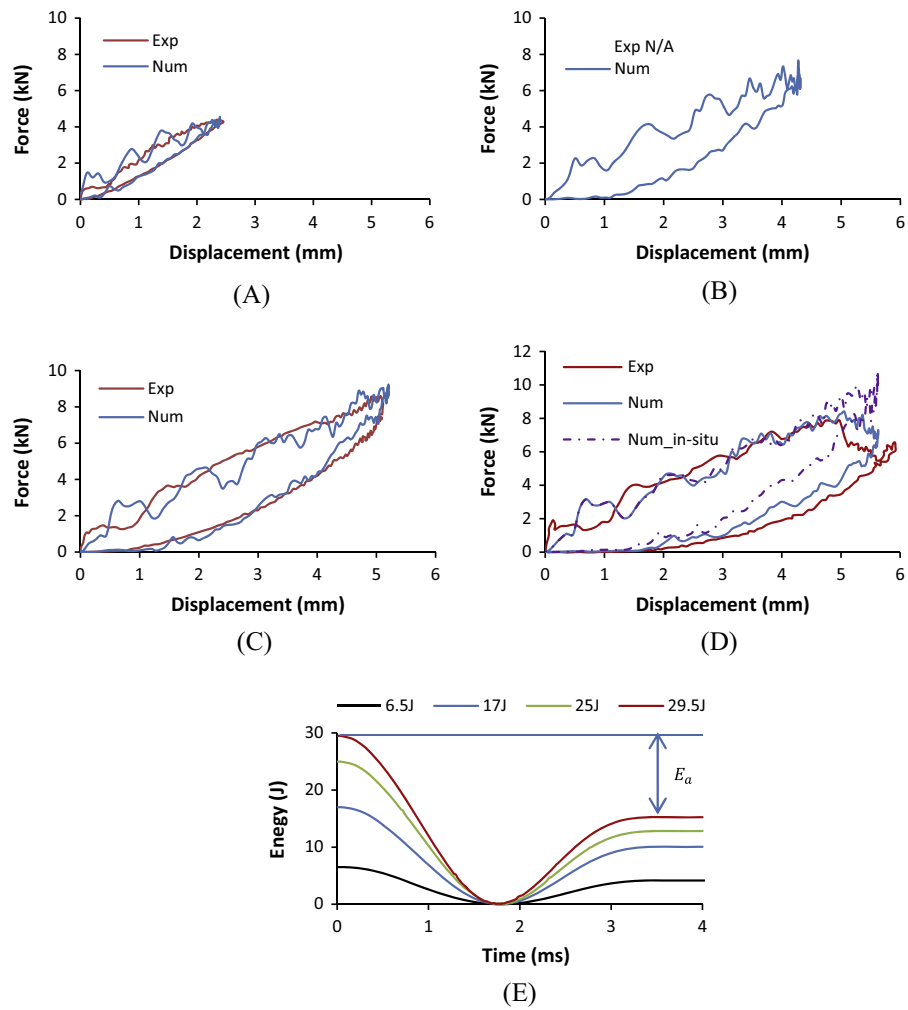 10
8
6
4
2
0
Force (kN)
Exp
Num
0 1 2 3 4 5 6
Displacement (mm)
(A)
10
8
6
4
2
0
Force (kN)
Exp N/A
Num
0 1 2 3 4 5 6
Displacement (mm)
(B)
10
8
6
4
2
0
Force (kN)
Exp
Num
0 1 2 3 4 5 6
Displacement (mm)
(C)
12
10
8
6
4
2
0
Force (kN)
Exp
Num
Num_in-situ
0 1 2 3 4 5 6
Displacement (mm)
(D)
6.5J 17J 25J 29.5J
30
20
10
0
Enegy (J)
E_a
0 1 2 3 4
Time (ms)
(E)